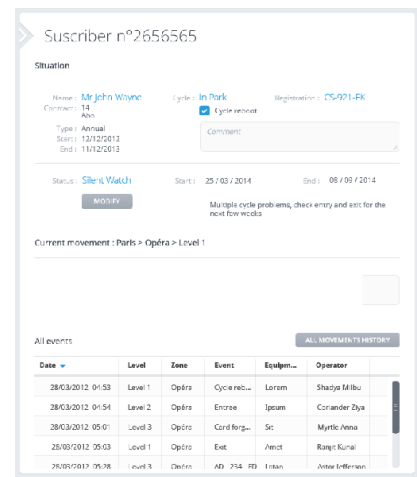 Suscriber n°2656565
Situation
Name : Mr John Wayne Cycle : In Park Registration : CS-921-FK
Contract : 14 Cycle reboot
Abo
Type : Annual Comment
Start : 12/12/2012
End : 11/12/2013
Status : Silent Watch Start : 25 / 03 / 2014 End : 08 / 09 / 2014
MODIFY Multiple cycle problems, check entry and exit for the
next few weeks
Current movement : Paris > Opéra > Level 1
All events ALL MOVEMENTS HISTORY
Date Level Zone Event Equipm... Operator
28/03/2012 04:53 Level 1 Opéra Cycle reb... Lorem Shadya Milbu
28/03/2012 04:54 Level 2 Opéra Entree Ipsum Coriander Ziya
28/03/2012 05:01 Level 3 Opéra Card forg... Sit Myrtle Anna
28/03/2012 05:03 Level 1 Opéra Exit Amet Ranjit Kunal
28/03/2012 05:28 Level 3 Opéra AD 234 Jefferson